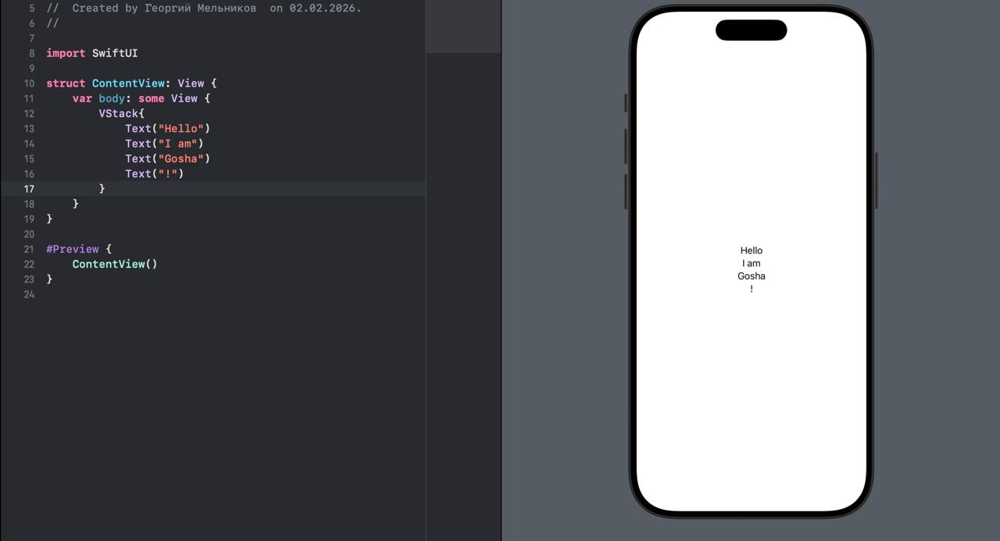 5 //  Created by Георгий Мельников  on 02.02.2026.
6 //
7
8 import SwiftUI
9
10 struct ContentView: View {
11     var body: some View {
12         VStack{
13             Text("Hello")
14             Text("I am")
15             Text("Gosha")
16             Text("!")
17         }
18     }
19 }
20
21 #Preview {
22     ContentView()
23 }
24
Hello
I am
Gosha
!